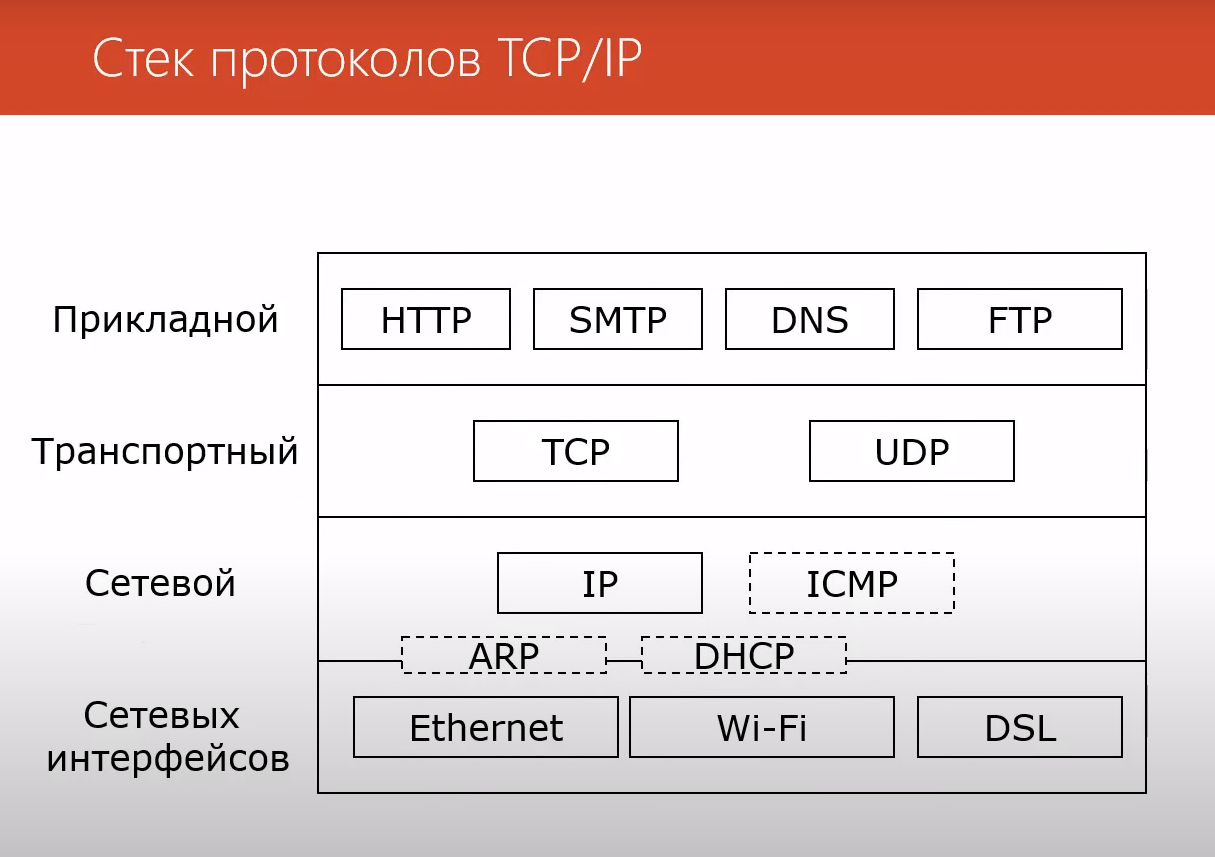 Стек протоколов TCP/IP
Прикладной
HTTP
SMTP
DNS
FTP
Транспортный
TCP
UDP
Сетевой
IP
ICMP
ARP
DHCP
Сетевых
интерфейсов
Ethernet
Wi-Fi
DSL